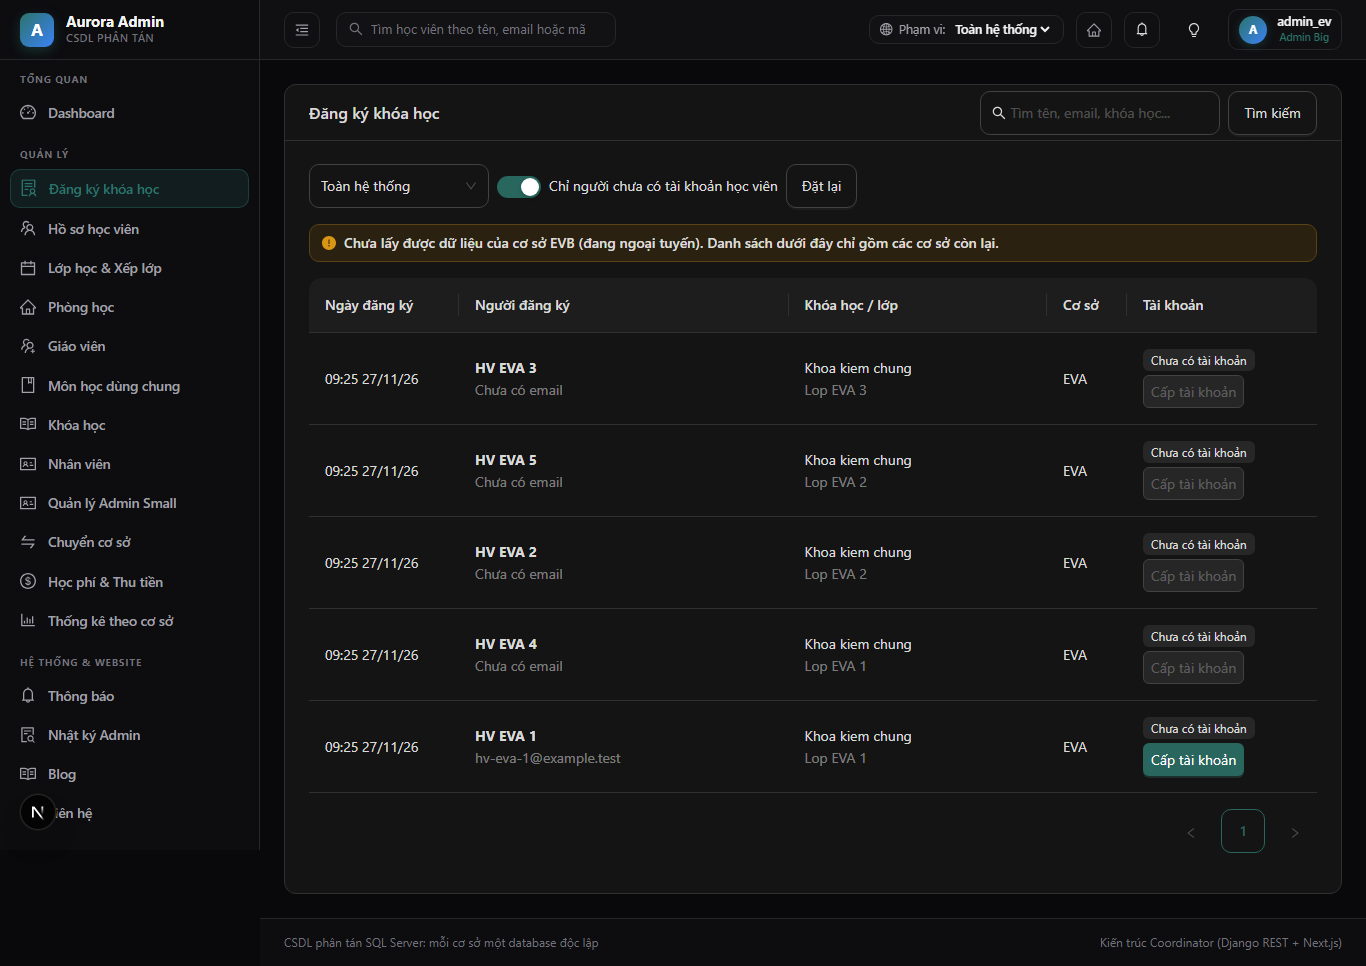 A
Aurora Admin
CSDL PHÂN TÁN
Tìm học viên theo tên, email hoặc mã
Phạm vi: Toàn hệ thống
A
admin_ev
Admin Big
TỔNG QUAN
Dashboard
QUẢN LÝ
Đăng ký khóa học
Hồ sơ học viên
Lớp học & Xếp lớp
Phòng học
Giáo viên
Môn học dùng chung
Khóa học
Nhân viên
Quản lý Admin Small
Chuyển cơ sở
Học phí & Thu tiền
Thống kê theo cơ sở
HỆ THỐNG & WEBSITE
Thông báo
Nhật ký Admin
Blog
N
iên hệ
Đăng ký khóa học
Tìm tên, email, khóa học...
Tìm kiếm
Toàn hệ thống
Chỉ người chưa có tài khoản học viên
Đặt lại
Chưa lấy được dữ liệu của cơ sở EVB (đang ngoại tuyến). Danh sách dưới đây chỉ gồm các cơ sở còn lại.
Ngày đăng ký Người đăng ký Khóa học / lớp Cơ sở Tài khoản
09:25 27/11/26
HV EVA 3
Chưa có email
Khoa kiem chung
Lop EVA 3
EVA
Chưa có tài khoản
Cấp tài khoản
09:25 27/11/26
HV EVA 5
Chưa có email
Khoa kiem chung
Lop EVA 2
EVA
Chưa có tài khoản
Cấp tài khoản
09:25 27/11/26
HV EVA 2
Chưa có email
Khoa kiem chung
Lop EVA 2
EVA
Chưa có tài khoản
Cấp tài khoản
09:25 27/11/26
HV EVA 4
Chưa có email
Khoa kiem chung
Lop EVA 1
EVA
Chưa có tài khoản
Cấp tài khoản
09:25 27/11/26
HV EVA 1
hv-eva-1@example.test
Khoa kiem chung
Lop EVA 1
EVA
Chưa có tài khoản
Cấp tài khoản
1
CSDL phân tán SQL Server: mỗi cơ sở một database độc lập
Kiến trúc Coordinator (Django REST + Next.js)